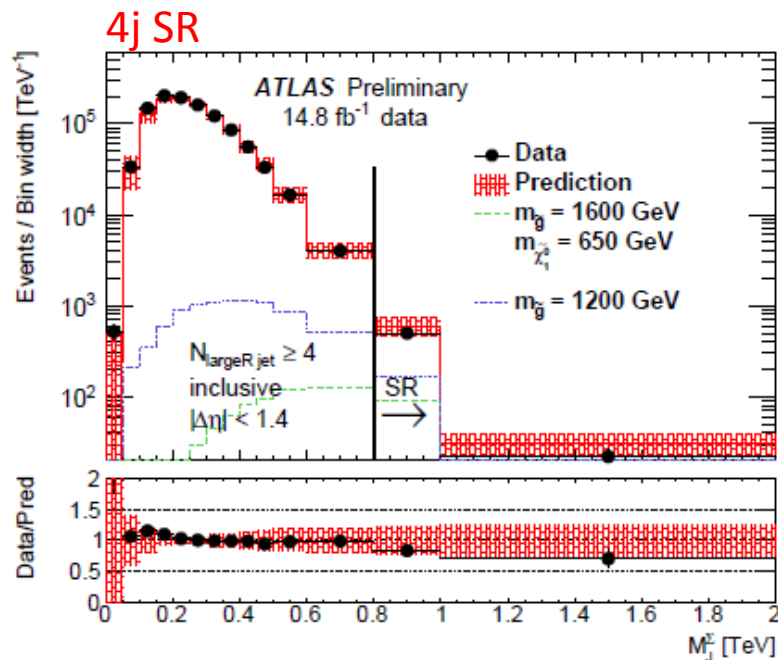 4j SR
ATLAS Preliminary
14.8 fb⁻¹ data
Data
Prediction
m_g̃ = 1600 GeV
m_χ̃⁰₁ = 650 GeV
m_g̃ = 1200 GeV
N_largeR jet ≥ 4
inclusive
|Δη| < 1.4
SR
→
Events / Bin width [TeV⁻¹]
10⁵
10⁴
10³
10²
Data/Pred
2
1.5
1
0.5
0
0 0.2 0.4 0.6 0.8 1 1.2 1.4 1.6 1.8 2
M_J^Σ [TeV]